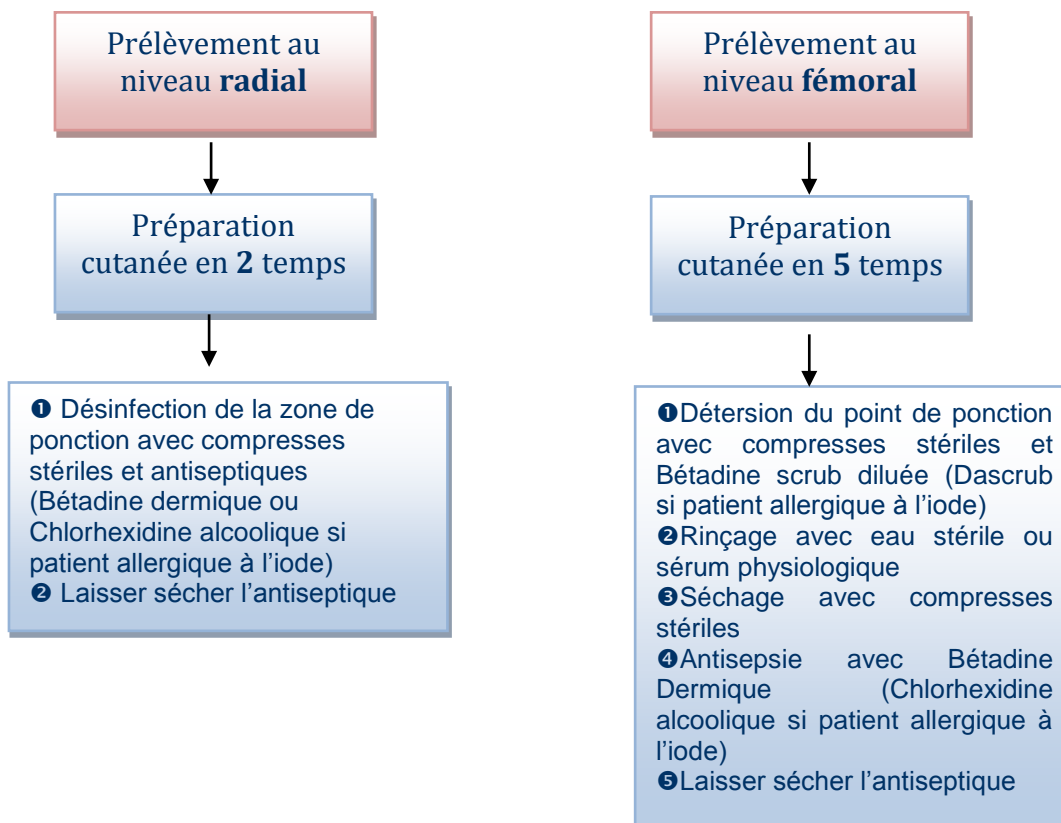 Prélèvement au
niveau radial
Préparation
cutanée en 2 temps
❶ Désinfection de la zone de
ponction avec compresses
stériles et antiseptiques
(Bétadine dermique ou
Chlorhexidine alcoolique si
patient allergique à l’iode)
❷ Laisser sécher l’antiseptique
Prélèvement au
niveau fémoral
Préparation
cutanée en 5 temps
❶Détersion du point de ponction
avec compresses stériles et
Bétadine scrub diluée (Dascrub
si patient allergique à l’iode)
❷Rinçage avec eau stérile ou
sérum physiologique
❸Séchage avec compresses
stériles
❹Antisepsie avec Bétadine
Dermique (Chlorhexidine
alcoolique si patient allergique à
l’iode)
❺Laisser sécher l’antiseptique